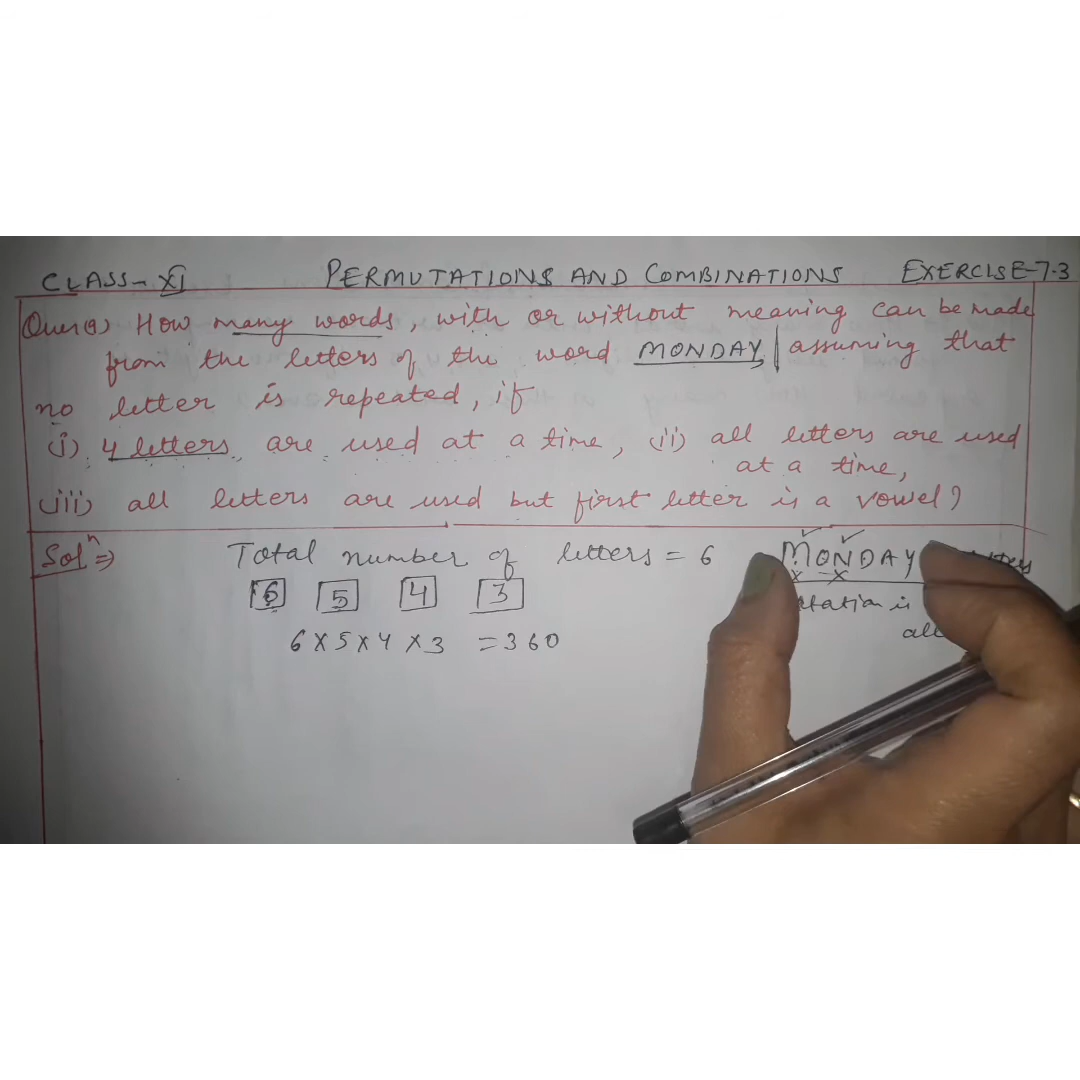 CLASS-XI PERMUTATIONS AND COMBINATIONS EXERCISE-7.3
Ques(9) How many words, with or without meaning can be made
from the letters of the word MONDAY, assuming that
no letter is repeated, if
(i) 4 letters are used at a time, (ii) all letters are used
at a time,
(iii) all letters are used but first letter is a vowel?
Solⁿ⇒ Total number of letters = 6 MONDAY
6 5 4 3 is
6×5×4×3 =360 all